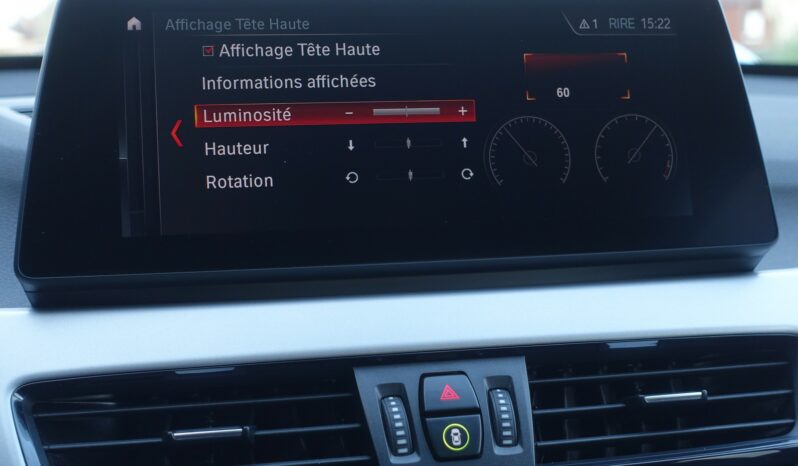 Affichage Tête Haute
1 RIRE 15:22
Affichage Tête Haute
Informations affichées
60
Luminosité - +
Hauteur
Rotation